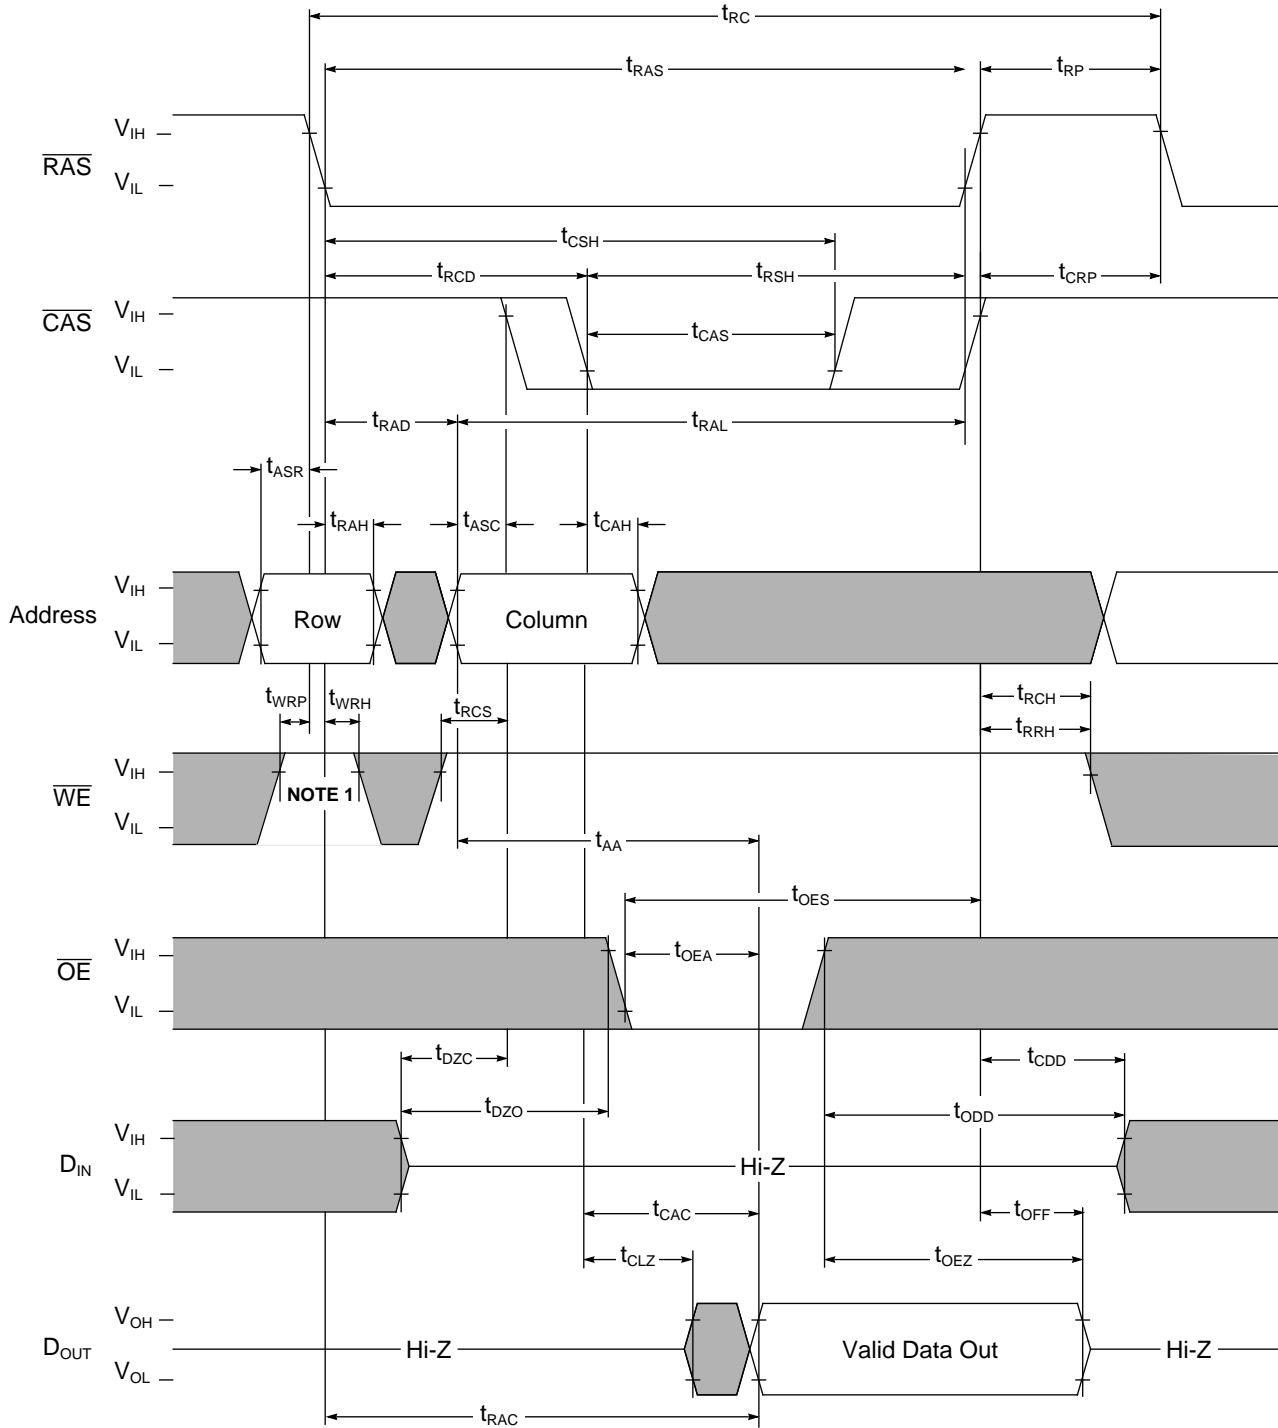 tRC
tRAS
tRP
VIH
RAS
VIL
tCSH
tRCD
tRSH
tCRP
VIH
CAS
tCAS
VIL
tRAD
tRAL
tASR
tRAH
tASC
tCAH
VIH
Address
Row
Column
VIL
tWRP
tWRH
tRCS
tRCH
tRRH
VIH
WE
NOTE 1
VIL
tAA
tOES
VIH
OE
tOEA
VIL
tDZC
tCDD
tDZO
tODD
VIH
DIN
Hi-Z
VIL
tCAC
tOFF
tCLZ
tOEZ
VOH
DOUT
Hi-Z
Valid Data Out
Hi-Z
VOL
tRAC